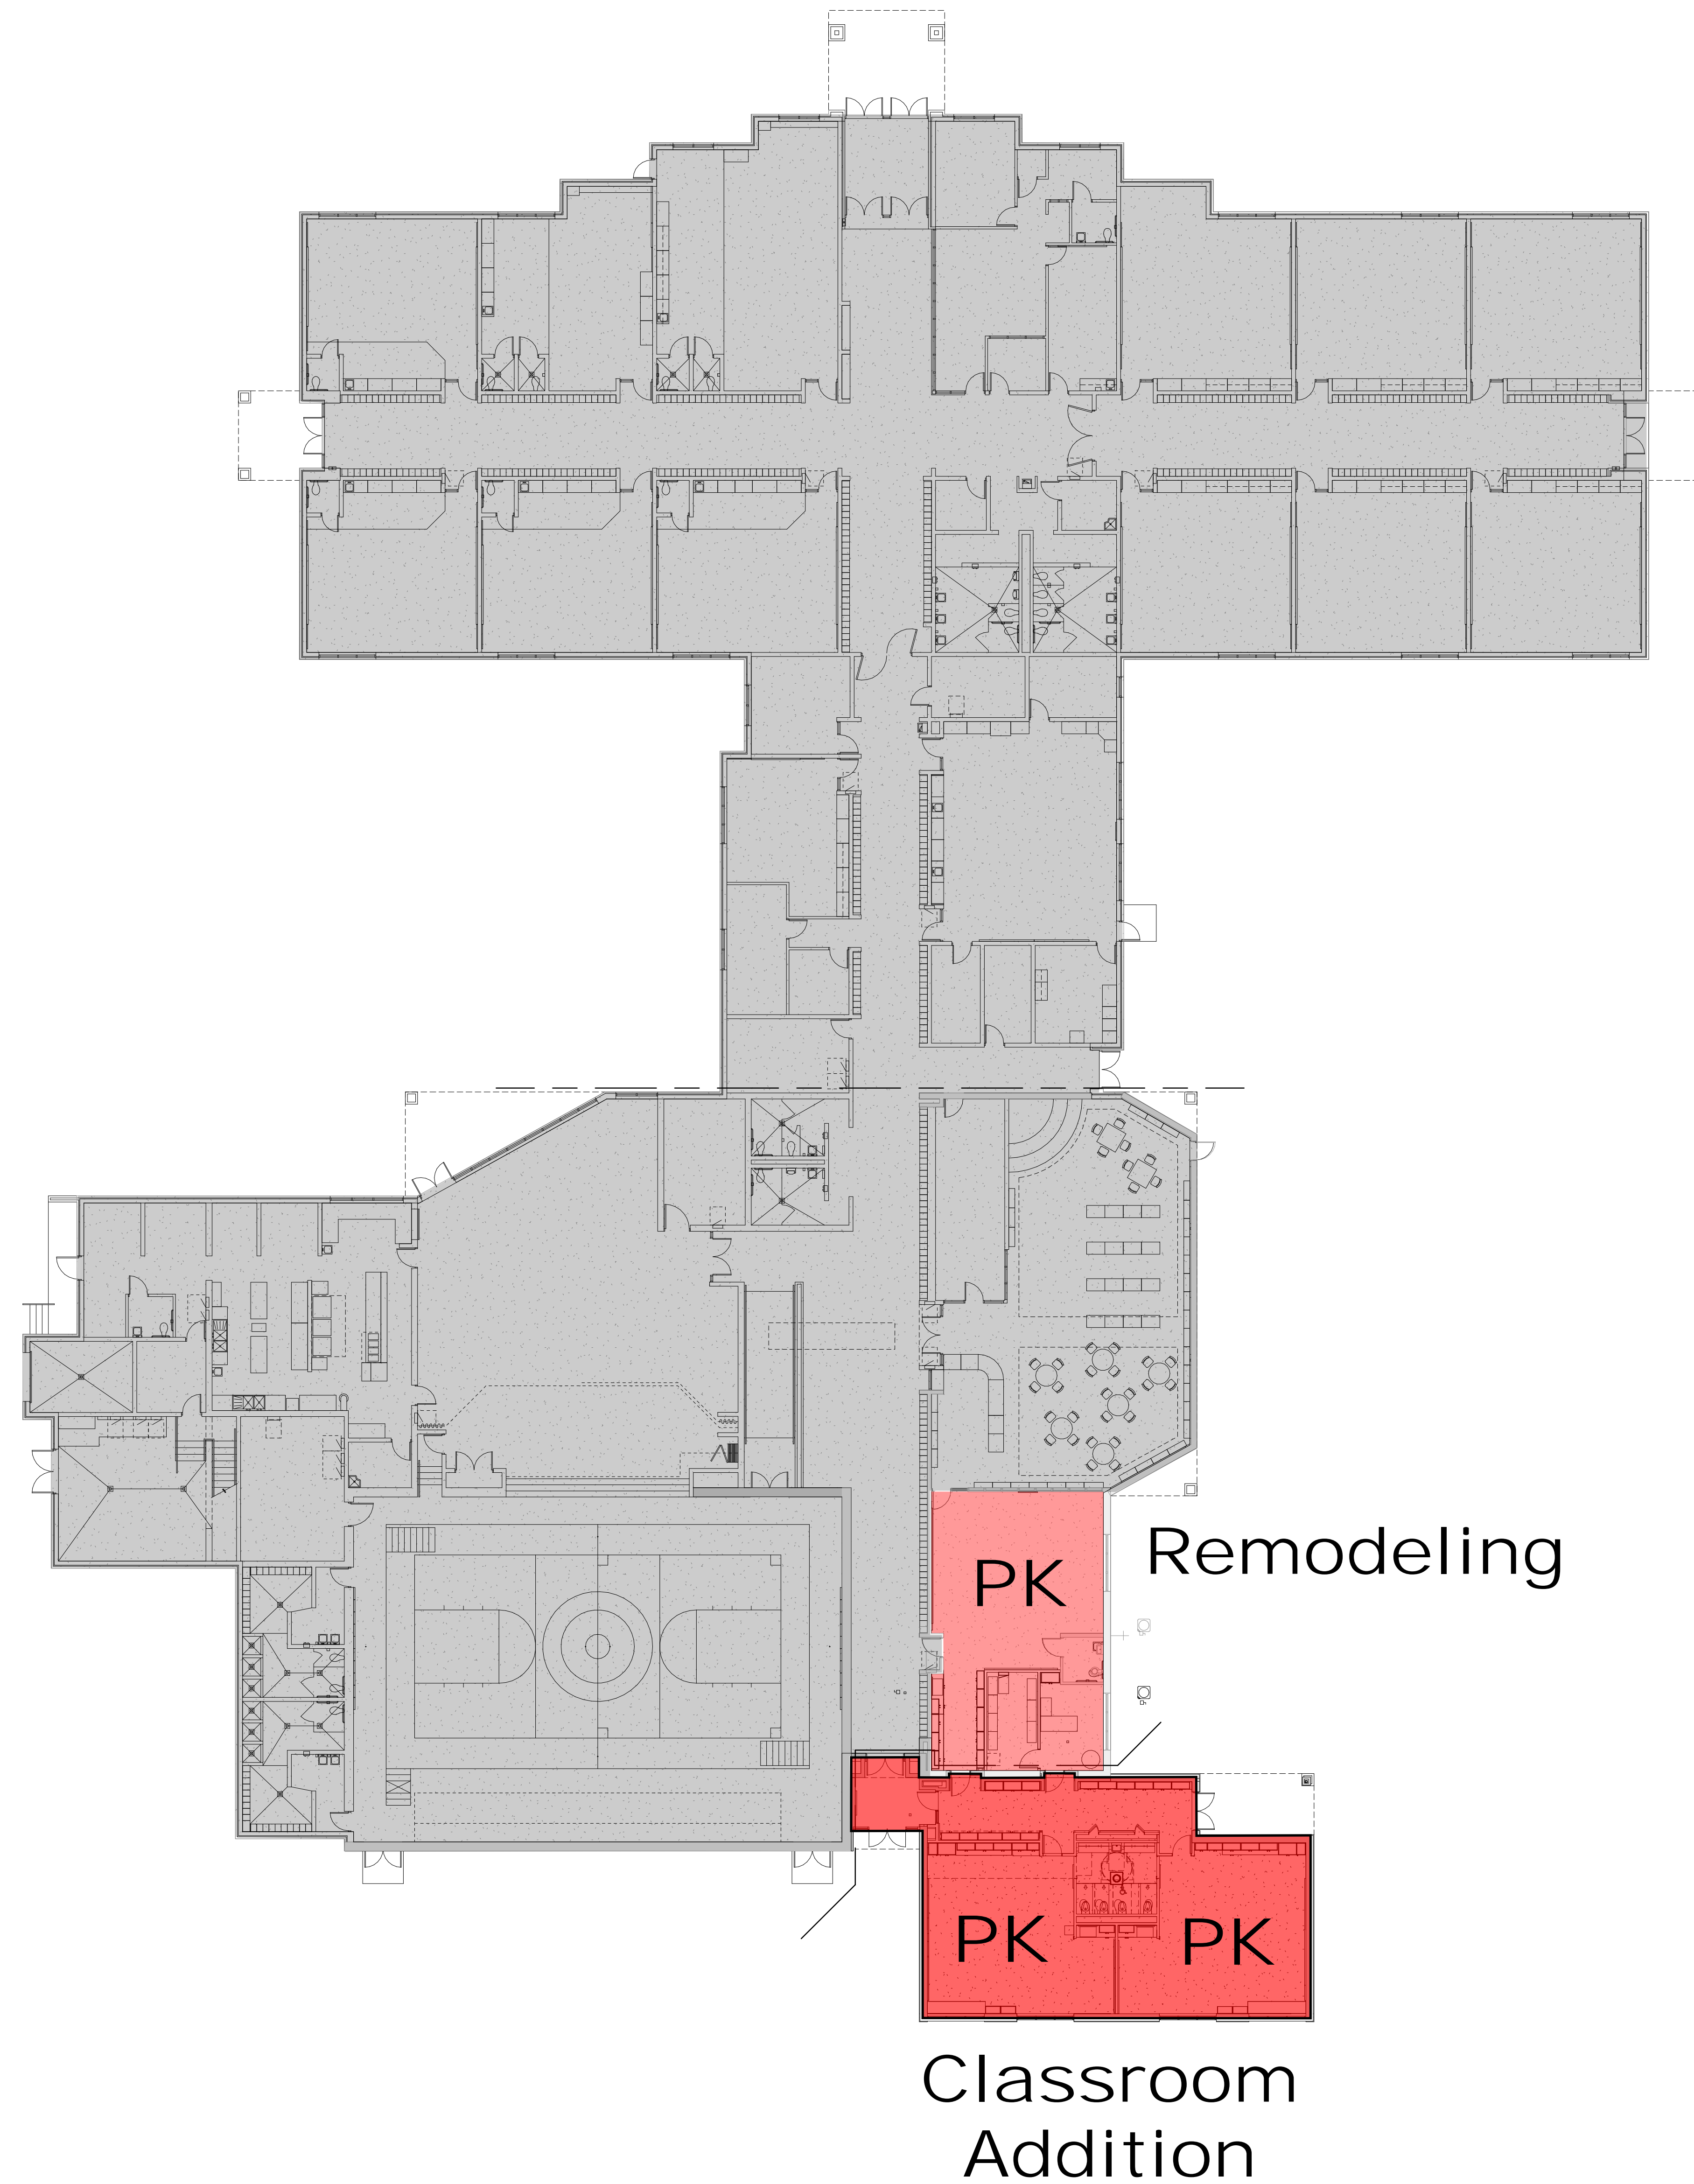 PK
Remodeling
PK
PK
Classroom
Addition